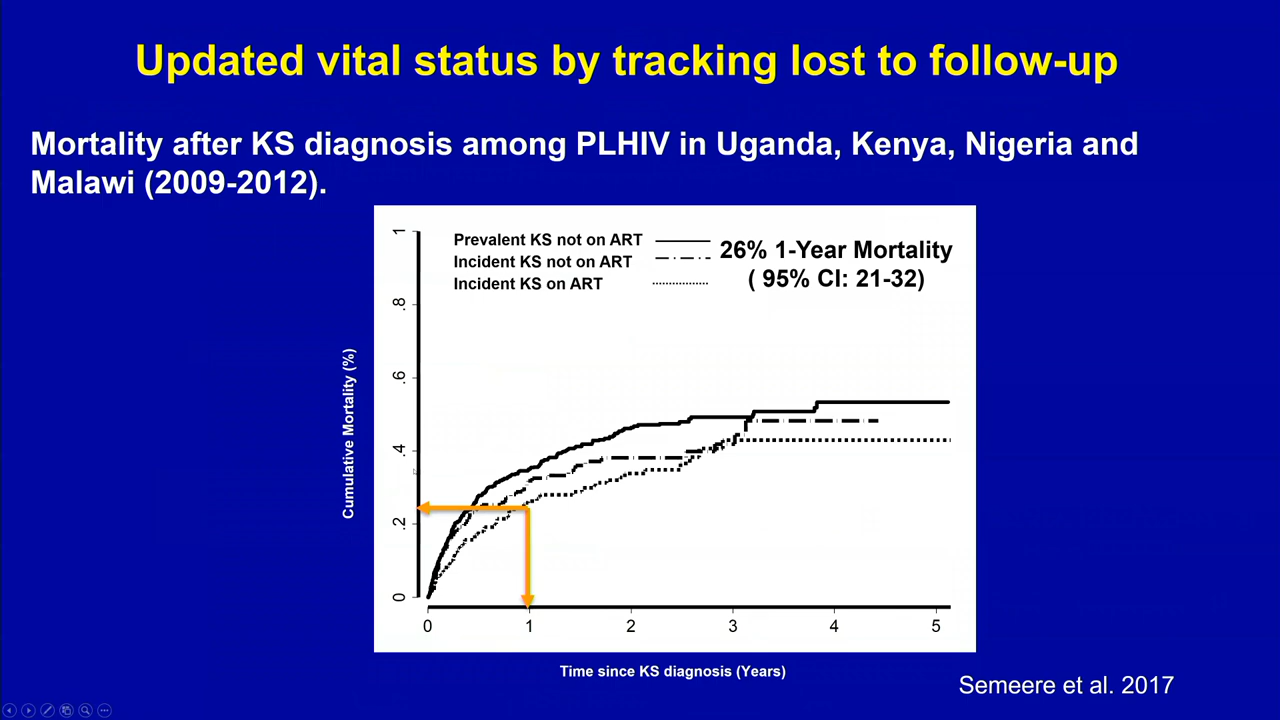 Updated vital status by tracking lost to follow-up
Mortality after KS diagnosis among PLHIV in Uganda, Kenya, Nigeria and
Malawi (2009-2012).
Prevalent KS not on ART
Incident KS not on ART
Incident KS on ART
26% 1-Year Mortality
( 95% CI: 21-32)
Cumulative Mortality (%)
1
.8
.6
.4
.2
0
0 1 2 3 4 5
Time since KS diagnosis (Years)
Semeere et al. 2017